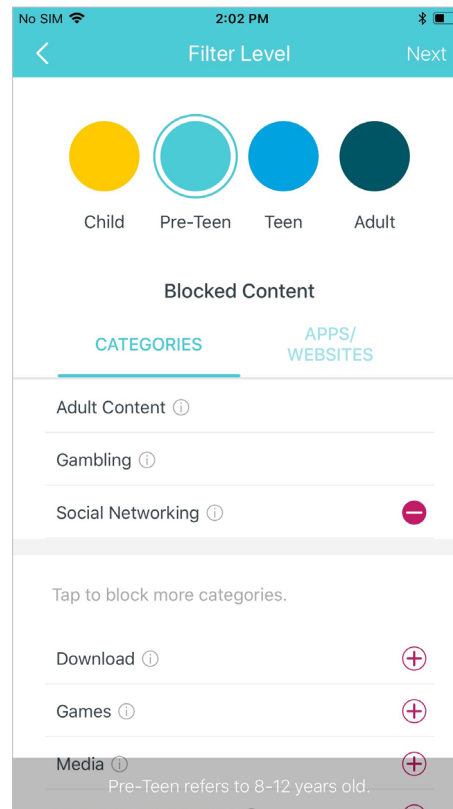 No SIM 2:02 PM
Filter Level Next
Child Pre-Teen Teen Adult
Blocked Content
CATEGORIES
APPS/
WEBSITES
Adult Content
Gambling
Social Networking
Tap to block more categories.
Download
Games
Media
Pre-Teen refers to 8-12 years old.